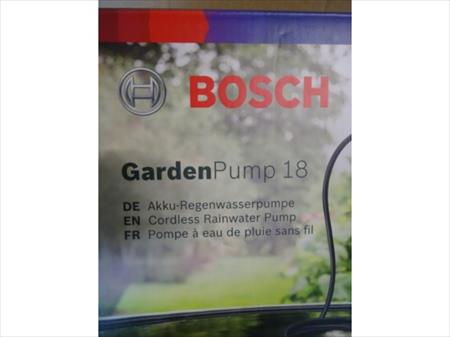 BOSCH
GardenPump 18
DE Akku-Regenwasserpumpe
EN Cordless Rainwater Pump
FR Pompe à eau de pluie sans fil